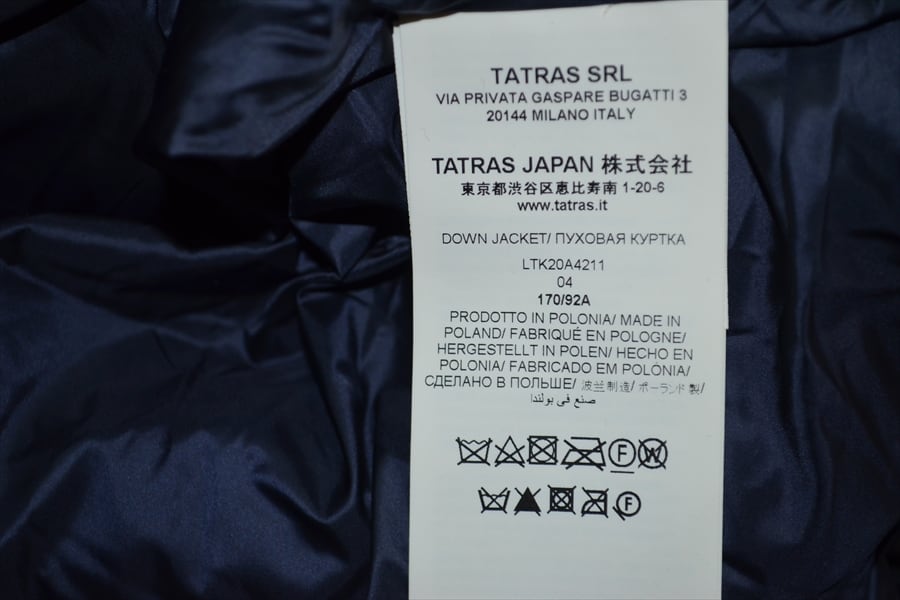 TATRAS SRL
VIA PRIVATA GASPARE BUGATTI 3
20144 MILANO ITALY
TATRAS JAPAN 株式会社
東京都渋谷区恵比寿南 1-20-6
www.tatras.it
DOWN JACKET/ ПУХОВАЯ КУРТКА
LTK20A4211
04
170/92A
PRODOTTO IN POLONIA/ MADE IN
POLAND/ FABRIQUÉ EN POLOGNE/
HERGESTELLT IN POLEN/ HECHO EN
POLONIA/ FABRICADO EM POLÓNIA/
СДЕЛАНО В ПОЛЬШЕ/ 波兰制造/ ポーランド製/
صنع في بولندا
F W
F